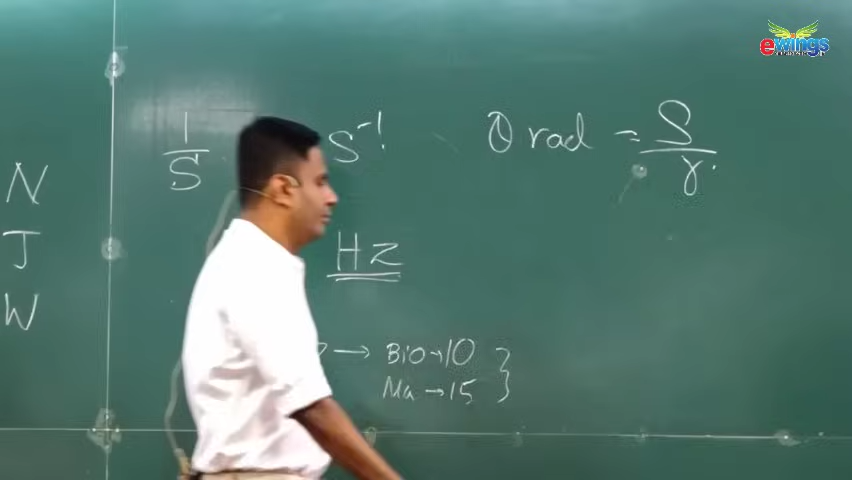 ewings
1/S S⁻¹
θ rad = S/r
N
J
W
Hz
→ Bio → 10
Ma → 15 }